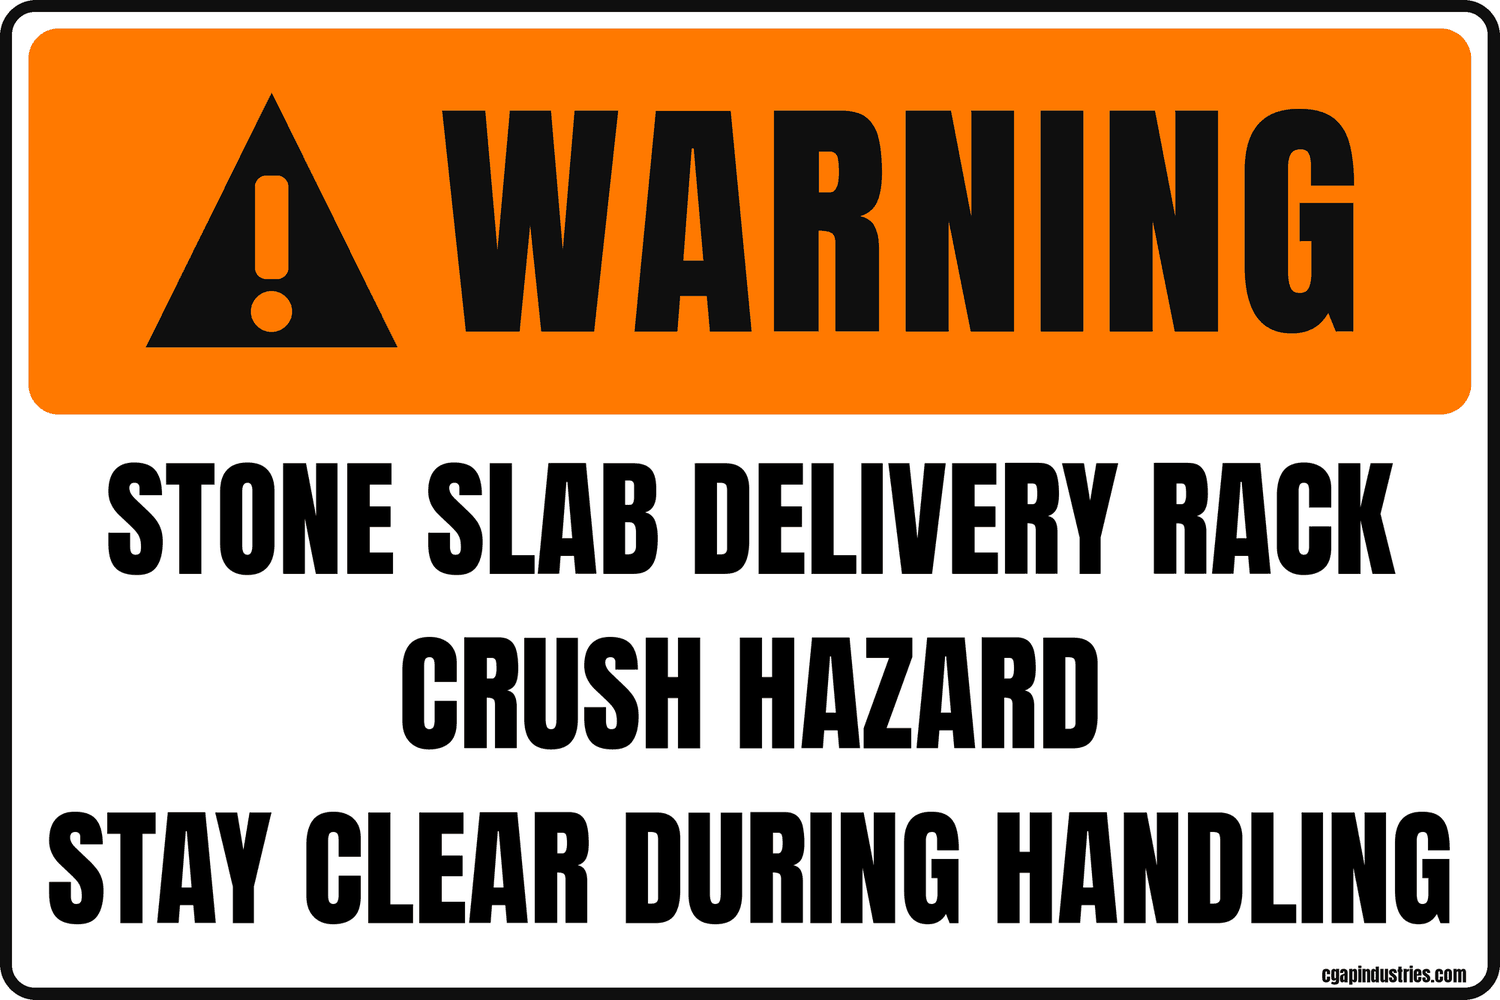 WARNING
STONE SLAB DELIVERY RACK
CRUSH HAZARD
STAY CLEAR DURING HANDLING
cgapindustries.com